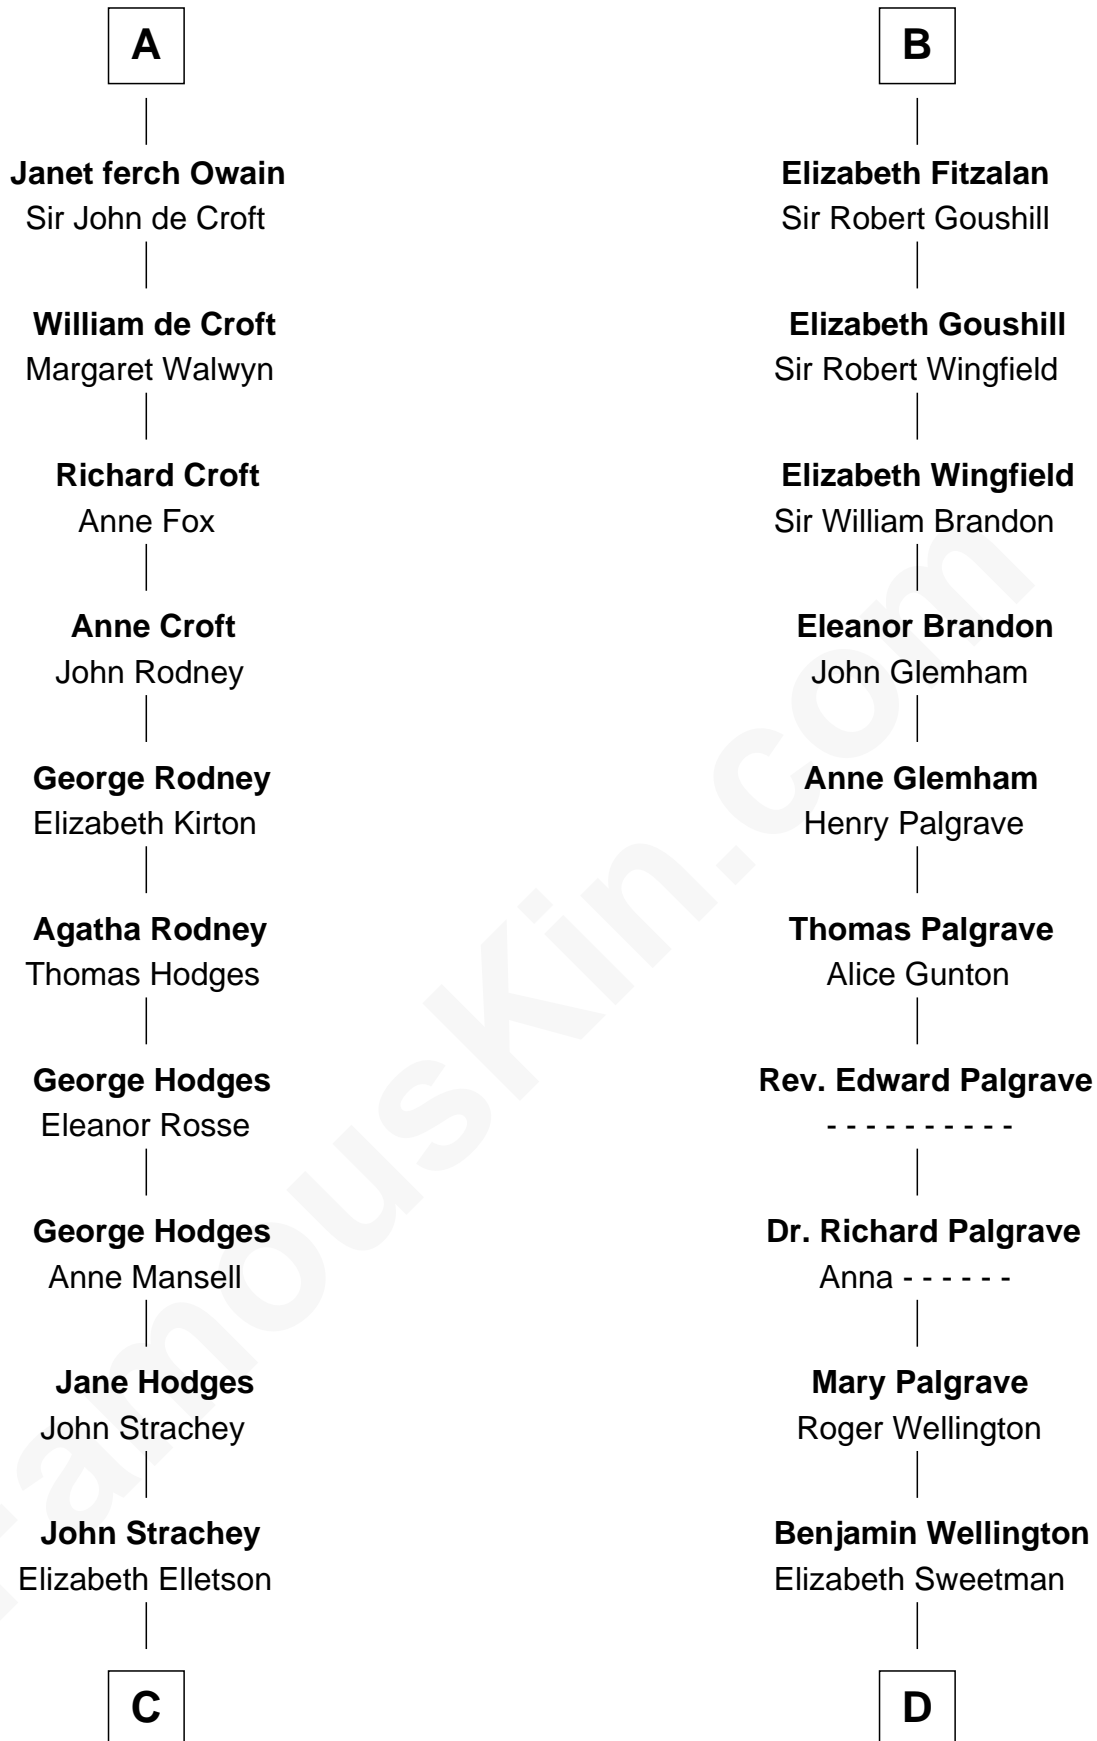 A
Janet ferch Owain
Sir John de Croft
William de Croft
Margaret Walwyn
Richard Croft
Anne Fox
Anne Croft
John Rodney
George Rodney
Elizabeth Kirton
Agatha Rodney
Thomas Hodges
George Hodges
Eleanor Rosse
George Hodges
Anne Mansell
Jane Hodges
John Strachey
John Strachey
Elizabeth Elletson
C
B
Elizabeth Fitzalan
Sir Robert Goushill
Elizabeth Goushill
Sir Robert Wingfield
Elizabeth Wingfield
Sir William Brandon
Eleanor Brandon
John Glemham
Anne Glemham
Henry Palgrave
Thomas Palgrave
Alice Gunton
Rev. Edward Palgrave
- - - - - - - - - -
Dr. Richard Palgrave
Anna - - - - - -
Mary Palgrave
Roger Wellington
Benjamin Wellington
Elizabeth Sweetman
D
FamousKin.com